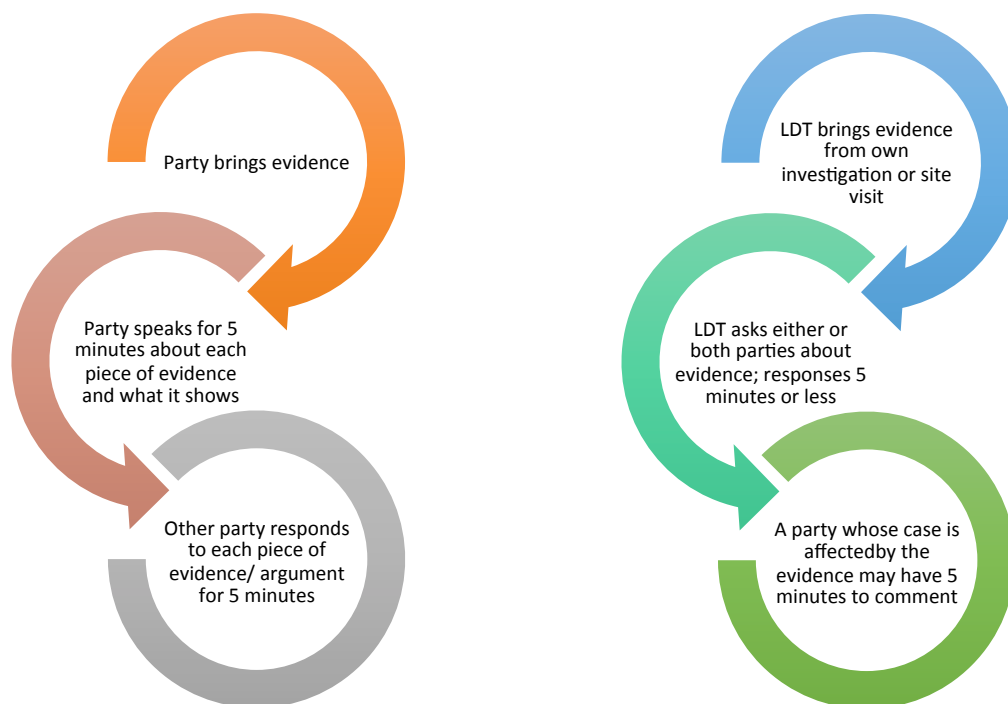 Party brings evidence
Party speaks for 5
minutes about each
piece of evidence
and what it shows
Other party responds
to each piece of
evidence/ argument
for 5 minutes
LDT brings evidence
from own
investigation or site
visit
LDT asks either or
both parties about
evidence; responses 5
minutes or less
A party whose case is
affectedby the
evidence may have 5
minutes to comment